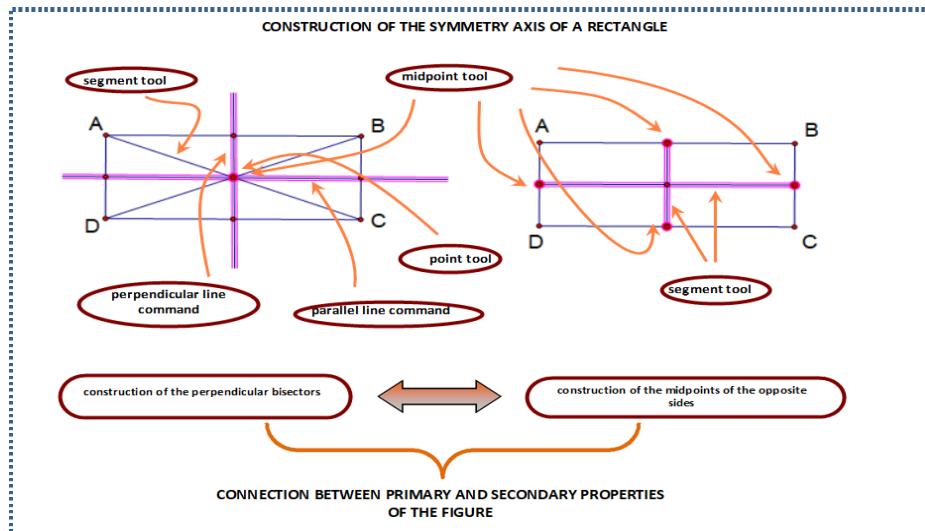 CONSTRUCTION OF THE SYMMETRY AXIS OF A RECTANGLE
segment tool
midpoint tool
A
B
D
C
A
B
D
C
point tool
perpendicular line
command
parallel line command
segment tool
construction of the perpendicular bisectors
construction of the midpoints of the opposite
sides
CONNECTION BETWEEN PRIMARY AND SECONDARY PROPERTIES
OF THE FIGURE